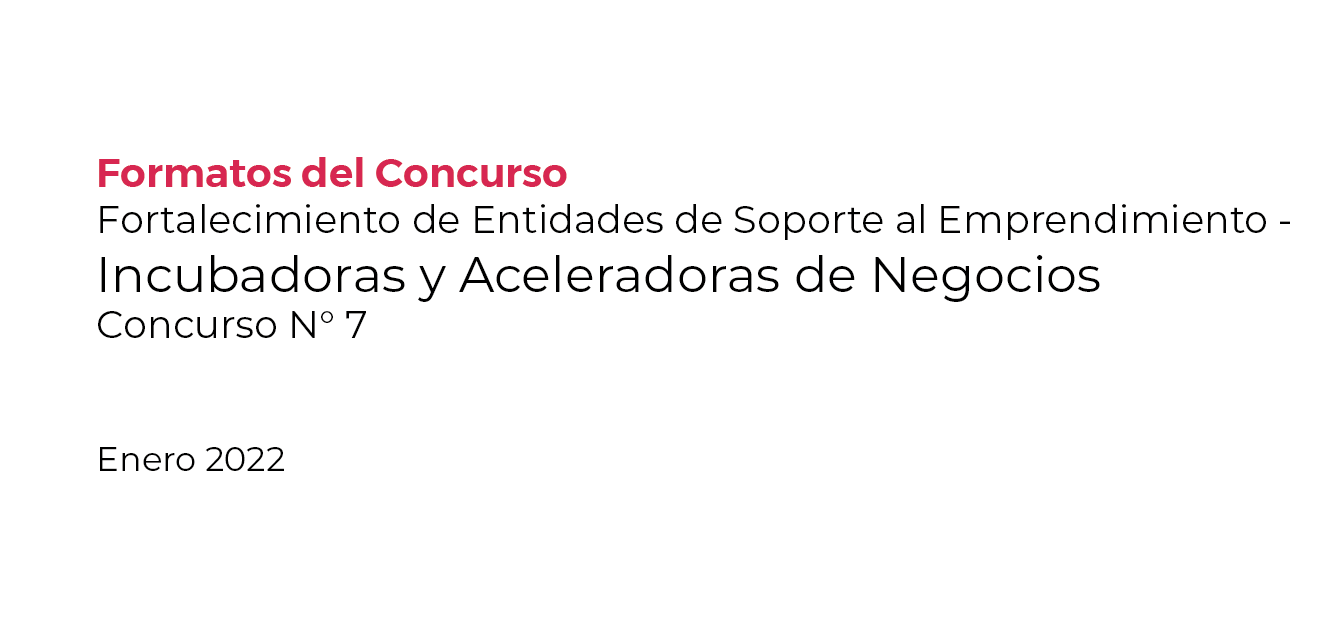 Formatos del Concurso
Fortalecimiento de Entidades de Soporte al Emprendimiento -
Incubadoras y Aceleradoras de Negocios
Concurso N° 7
Enero 2022